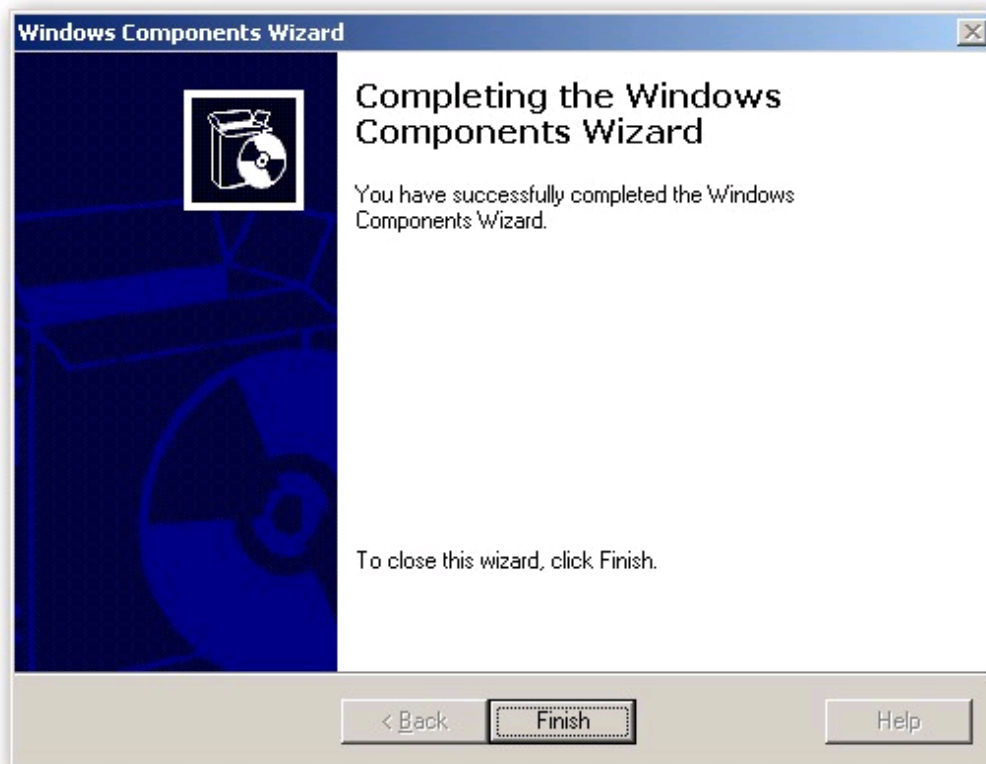 Windows Components Wizard
Completing the Windows
Components Wizard
You have successfully completed the Windows
Components Wizard.
To close this wizard, click Finish.
< Back
Finish
Help